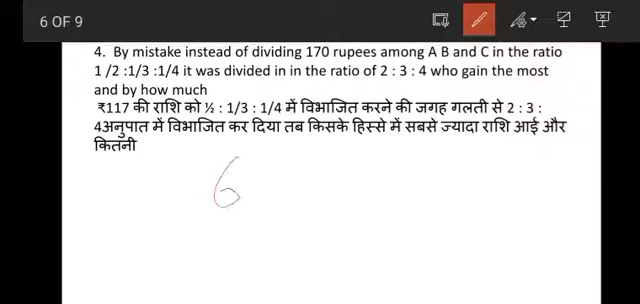 6 OF 9
4. By mistake instead of dividing 170 rupees among A B and C in the ratio
1 /2 :1/3 :1/4 it was divided in in the ratio of 2 : 3 : 4 who gain the most
and by how much
₹117 की राशि को ½ : 1/3 : 1/4 में विभाजित करने की जगह गलती से 2 : 3 :
4अनुपात में विभाजित कर दिया तब किसके हिस्से में सबसे ज्यादा राशि आई और
कितनी
6